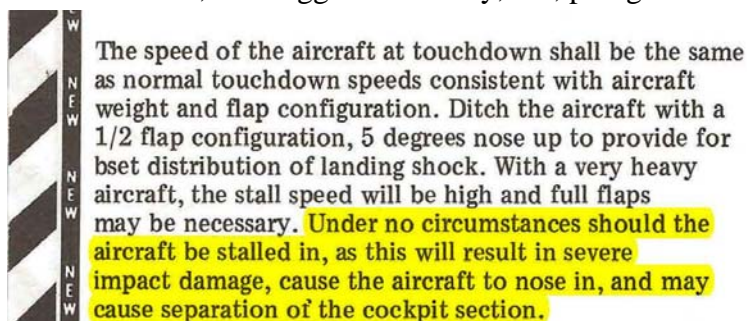 The speed of the aircraft at touchdown shall be the same
as normal touchdown speeds consistent with aircraft
weight and flap configuration. Ditch the aircraft with a
1/2 flap configuration, 5 degrees nose up to provide for
bset distribution of landing shock. With a very heavy
aircraft, the stall speed will be high and full flaps
may be necessary. Under no circumstances should the
aircraft be stalled in, as this will result in severe
impact damage, cause the aircraft to nose in, and may
cause separation of the cockpit section.
NEW
NEW
NEW
NEW